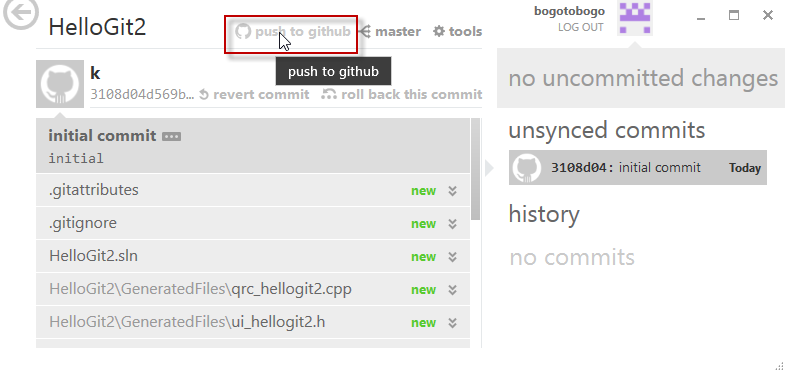 HelloGit2
push to github
master
tools
bogotobogo
LOG OUT
push to github
k
3108d04d569b...
revert commit
roll back this commit
initial commit
initial
.gitattributes new
.gitignore new
HelloGit2.sln new
HelloGit2\GeneratedFiles\qrc_hellogit2.cpp new
HelloGit2\GeneratedFiles\ui_hellogit2.h new
no uncommitted changes
unsynced commits
3108d04: initial commit Today
history
no commits